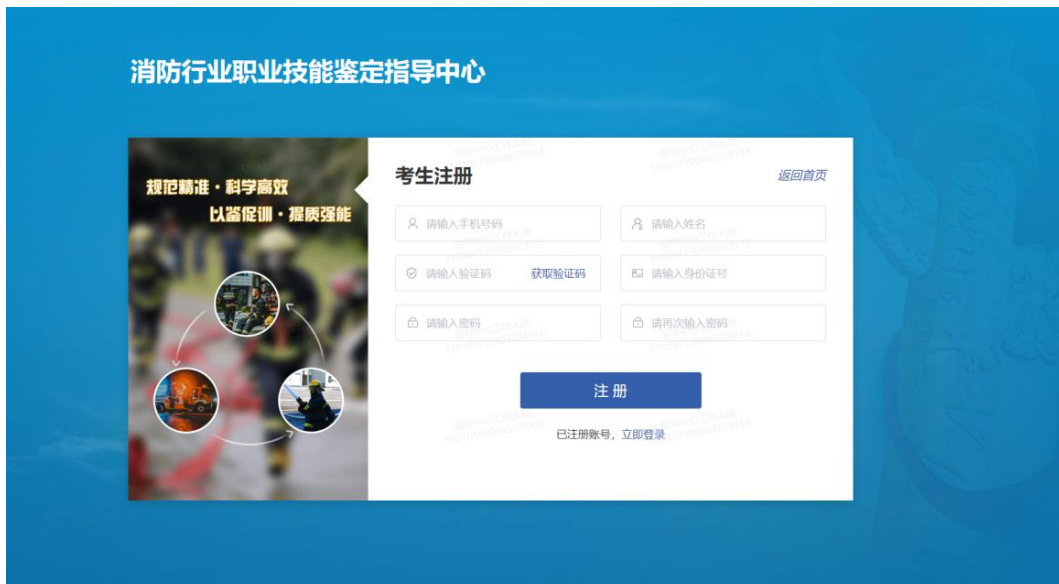 消防行业职业技能鉴定指导中心
规范精准·科学高效
以鉴促训·提质强能
考生注册
返回首页
请输入手机号码
请输入姓名
请输入验证码
获取验证码
请输入身份证号
请输入密码
请再次输入密码
注 册
已注册账号，立即登录